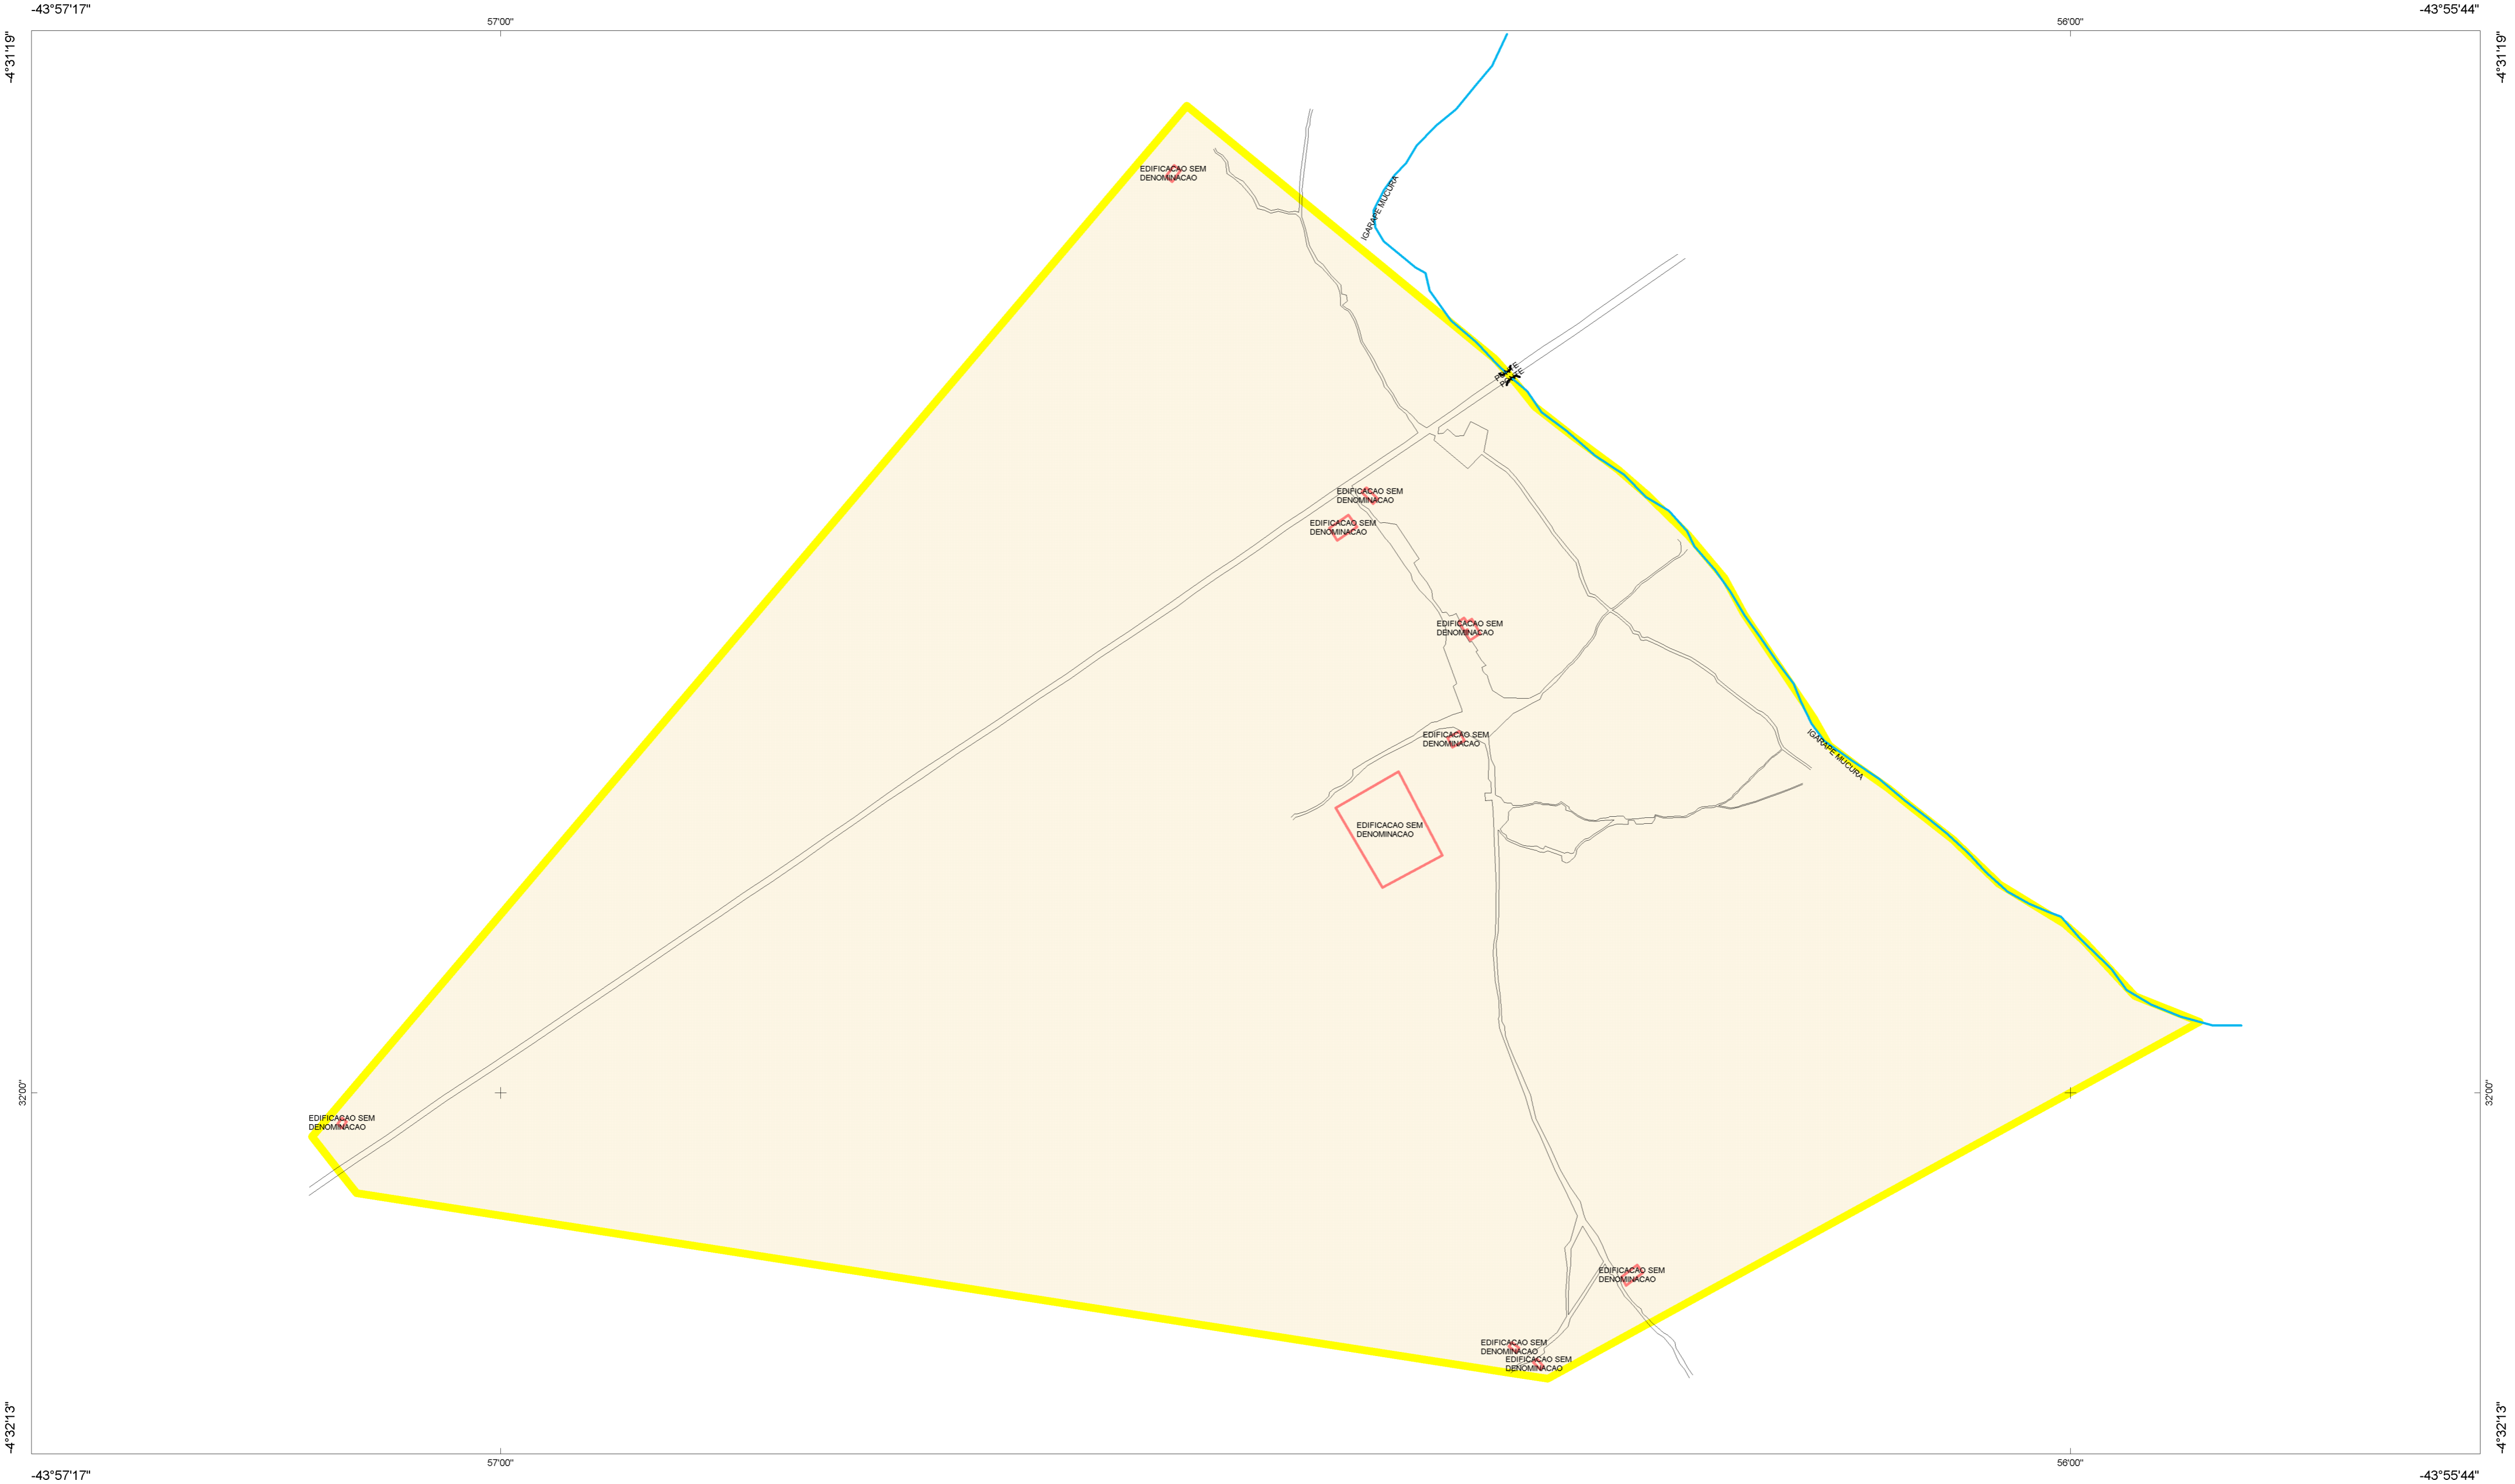 -43°57'17"
-43°55'44"
57'00"
56'00"
-4°31'19"
-4°31'19"
EDIFICACAO SEM
DENOMINACAO
IGARAPE MUCURA
PONTE
PONTE
EDIFICACAO SEM
DENOMINACAO
EDIFICACAO SEM
DENOMINACAO
EDIFICACAO SEM
DENOMINACAO
EDIFICACAO SEM
DENOMINACAO
IGARAPE MUCURA
EDIFICACAO SEM
DENOMINACAO
32'00"
32'00"
EDIFICACAO SEM
DENOMINACAO
EDIFICACAO SEM
DENOMINACAO
EDIFICACAO SEM
DENOMINACAO
EDIFICACAO SEM
DENOMINACAO
-4°32'13"
-4°32'13"
57'00"
56'00"
-43°57'17"
-43°55'44"